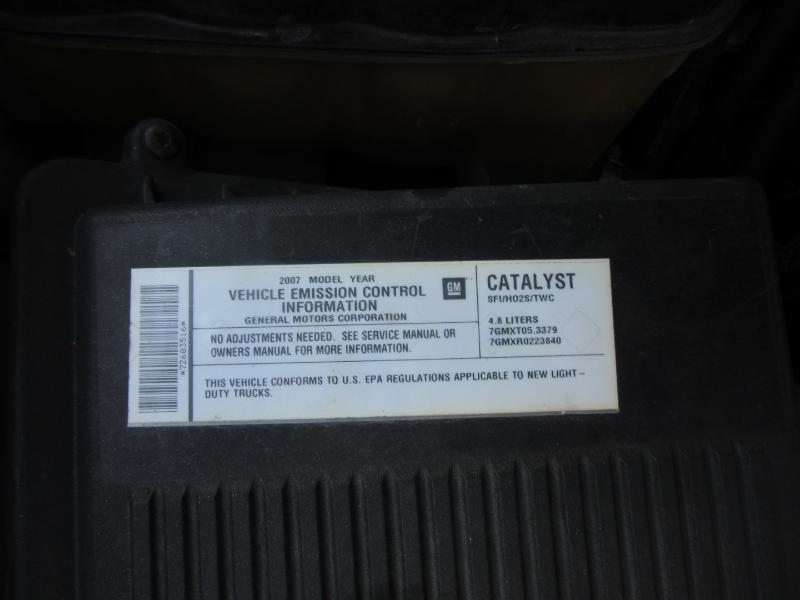 *7Z603516*
2007 MODEL YEAR
VEHICLE EMISSION CONTROL
INFORMATION
GENERAL MOTORS CORPORATION
GM
NO ADJUSTMENTS NEEDED. SEE SERVICE MANUAL OR
OWNERS MANUAL FOR MORE INFORMATION.
CATALYST
SFI/HO2S/TWC
4.8 LITERS
7GMXT05.3379
7GMXR0223840
THIS VEHICLE CONFORMS TO U.S. EPA REGULATIONS APPLICABLE TO NEW LIGHT-
DUTY TRUCKS.